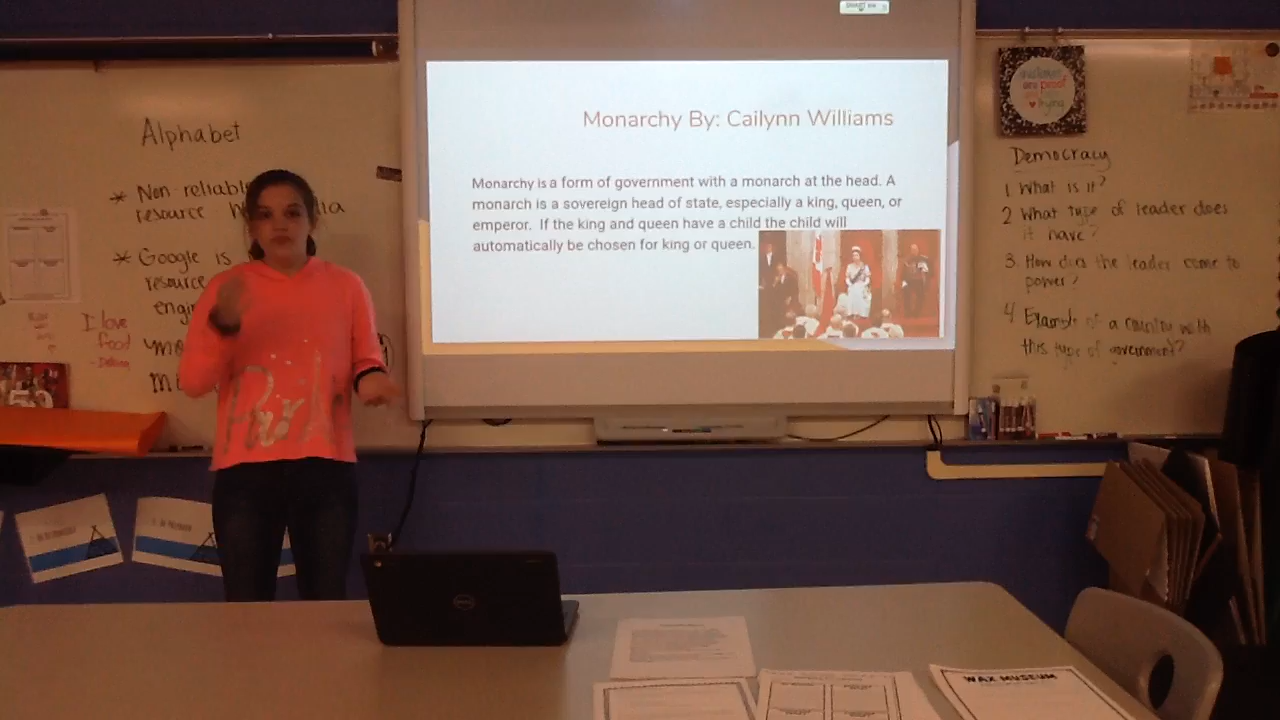 Alphabet
* Non-reliable
resource
* Google is
resource
I love
food
Monarchy By: Cailynn Williams
Monarchy is a form of government with a monarch at the head. A
monarch is a sovereign head of state, especially a king, queen, or
emperor. If the king and queen have a child the child will
automatically be chosen for king or queen.
are proof
trying
Democracy
1 What is it?
2 What type of leader does
it have?
3. How does the leader come to
power?
4 Example of a country with
this type of government?
DELL
WAX MUSEUM